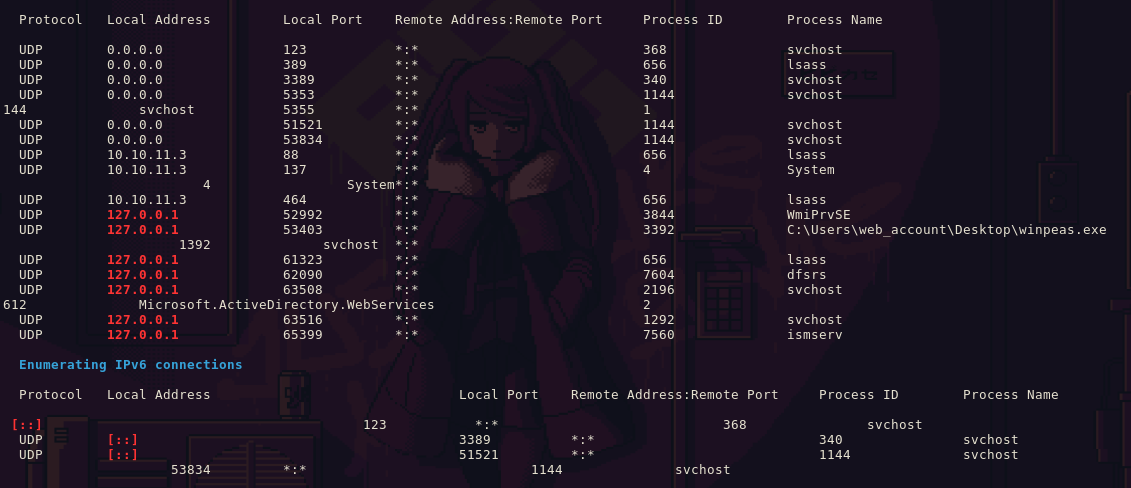 Protocol   Local Address         Local Port    Remote Address:Remote Port     Process ID        Process Name
UDP        0.0.0.0               123           *:*                            368               svchost
UDP        0.0.0.0               389           *:*                            656               lsass
UDP        0.0.0.0               3389          *:*                            340               svchost
UDP        0.0.0.0               5353          *:*                            1144              svchost
144              svchost           5355          *:*                            1
UDP        0.0.0.0               51521         *:*                            1144              svchost
UDP        0.0.0.0               53834         *:*                            1144              svchost
UDP        10.10.11.3            88            *:*                            656               lsass
UDP        10.10.11.3            137           *:*                            4                 System
4                 System*:*
UDP        10.10.11.3            464           *:*                            656               lsass
UDP        127.0.0.1             52992         *:*                            3844              WmiPrvSE
UDP        127.0.0.1             53403         *:*                            3392              C:\Users\web_account\Desktop\winpeas.exe
1392              svchost  *:*
UDP        127.0.0.1             61323         *:*                            656               lsass
UDP        127.0.0.1             62090         *:*                            7604              dfsrs
UDP        127.0.0.1             63508         *:*                            2196              svchost
612              Microsoft.ActiveDirectory.WebServices                          2
UDP        127.0.0.1             63516         *:*                            1292              svchost
UDP        127.0.0.1             65399         *:*                            7560              ismserv
Enumerating IPv6 connections
Protocol   Local Address                               Local Port    Remote Address:Remote Port     Process ID        Process Name
[::]                                        123           *:*                            368               svchost
UDP        [::]                                        3389          *:*                            340               svchost
UDP        [::]                                        51521         *:*                            1144              svchost
53834         *:*                            1144              svchost